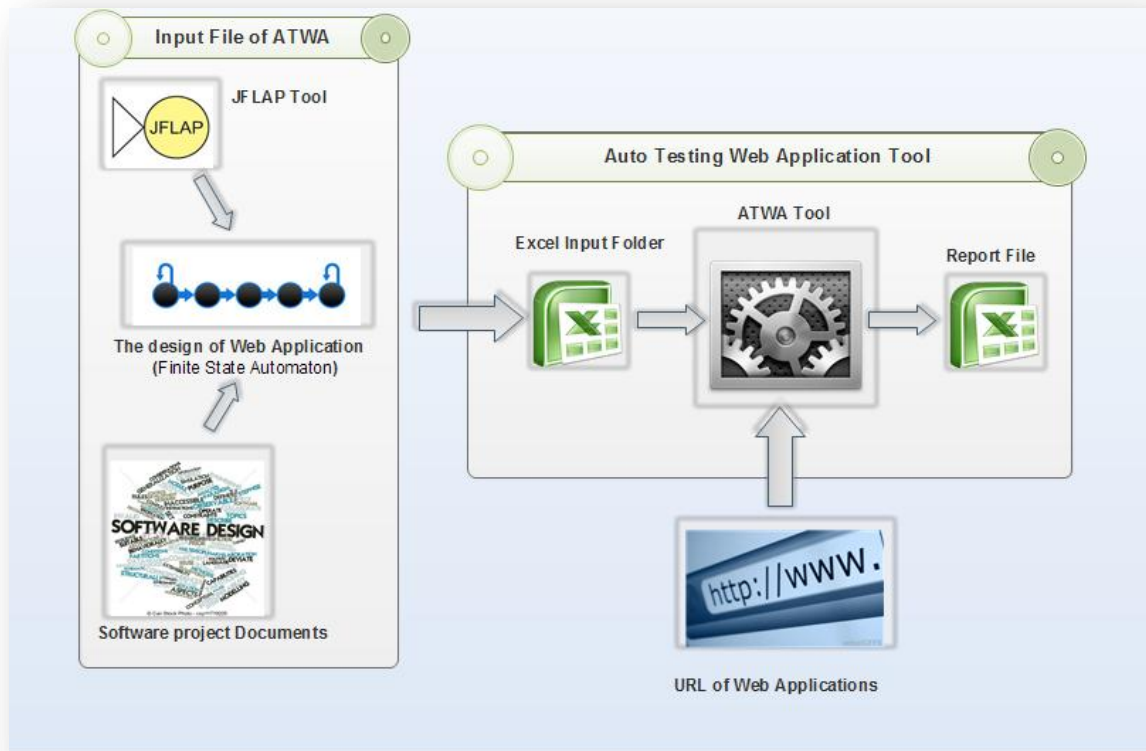 Input File of ATWA
JFLAP Tool
JFLAP
The design of Web Application
(Finite State Automaton)
SOFTWARE DESIGN
Software project Documents
Auto Testing Web Application Tool
ATWA Tool
Excel Input Folder
Report File
http://www.
URL of Web Applications